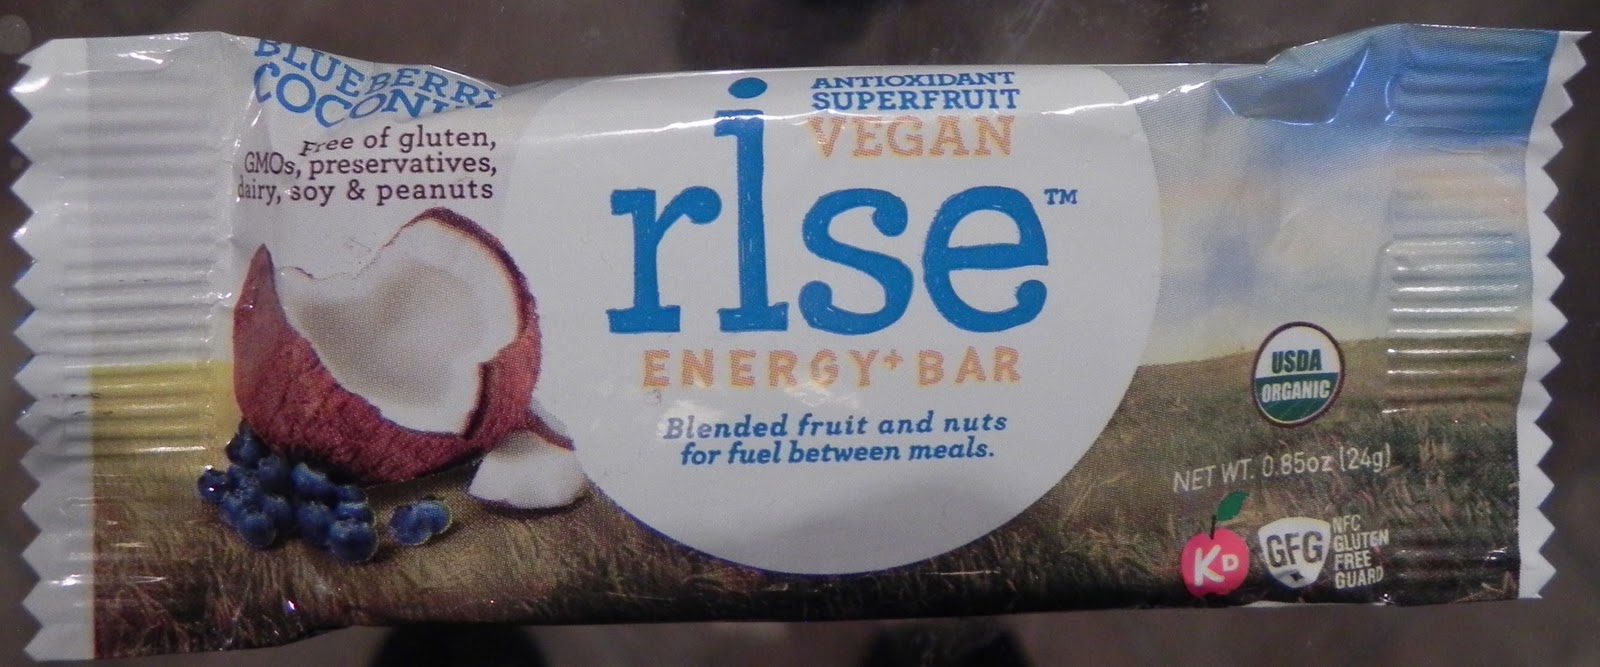 BLUEBERRY
COCONUT
Free of gluten,
GMOs, preservatives,
dairy, soy & peanuts
ANTIOXIDANT
SUPERFRUIT
VEGAN
rise™
ENERGY+ BAR
Blended fruit and nuts
for fuel between meals.
USDA
ORGANIC
NET WT. 0.85oz (24g)
KD
GFG
NFC
GLUTEN
FREE
GUARD